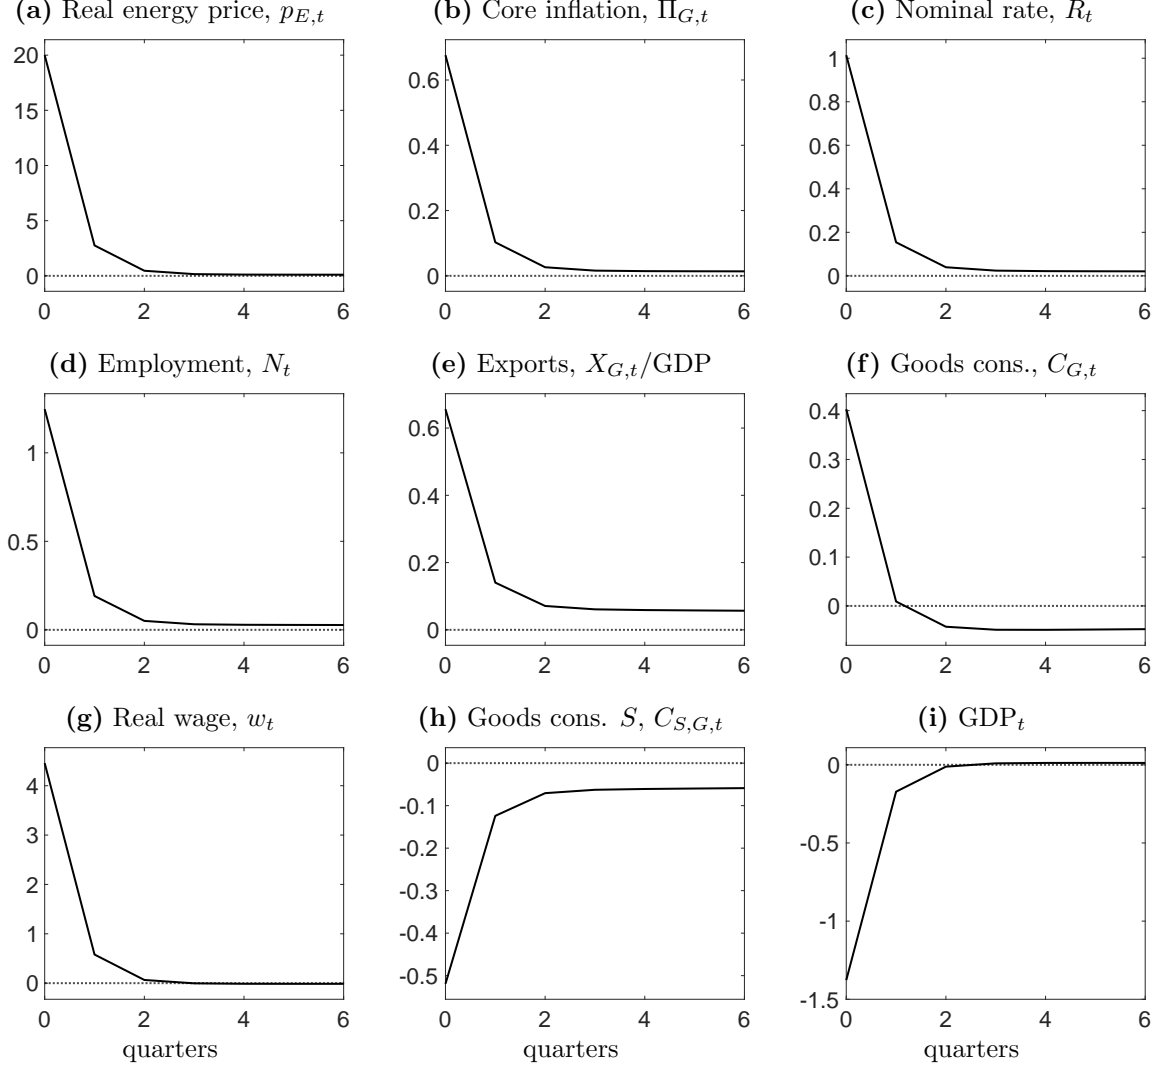 (a) Real energy price, p_{E,t}
(b) Core inflation, Π_{G,t}
(c) Nominal rate, R_t
20
15
10
5
0
0 2 4 6
0.6
0.4
0.2
0
0 2 4 6
1
0.8
0.6
0.4
0.2
0
0 2 4 6
(d) Employment, N_t
(e) Exports, X_{G,t}/GDP
(f) Goods cons., C_{G,t}
1
0.5
0
0 2 4 6
0.6
0.4
0.2
0
0 2 4 6
0.4
0.3
0.2
0.1
0
0 2 4 6
(g) Real wage, w_t
(h) Goods cons. S, C_{S,G,t}
(i) GDP_t
4
3
2
1
0
0 2 4 6
quarters
0
-0.1
-0.2
-0.3
-0.4
-0.5
0 2 4 6
quarters
0
-0.5
-1
-1.5
0 2 4 6
quarters